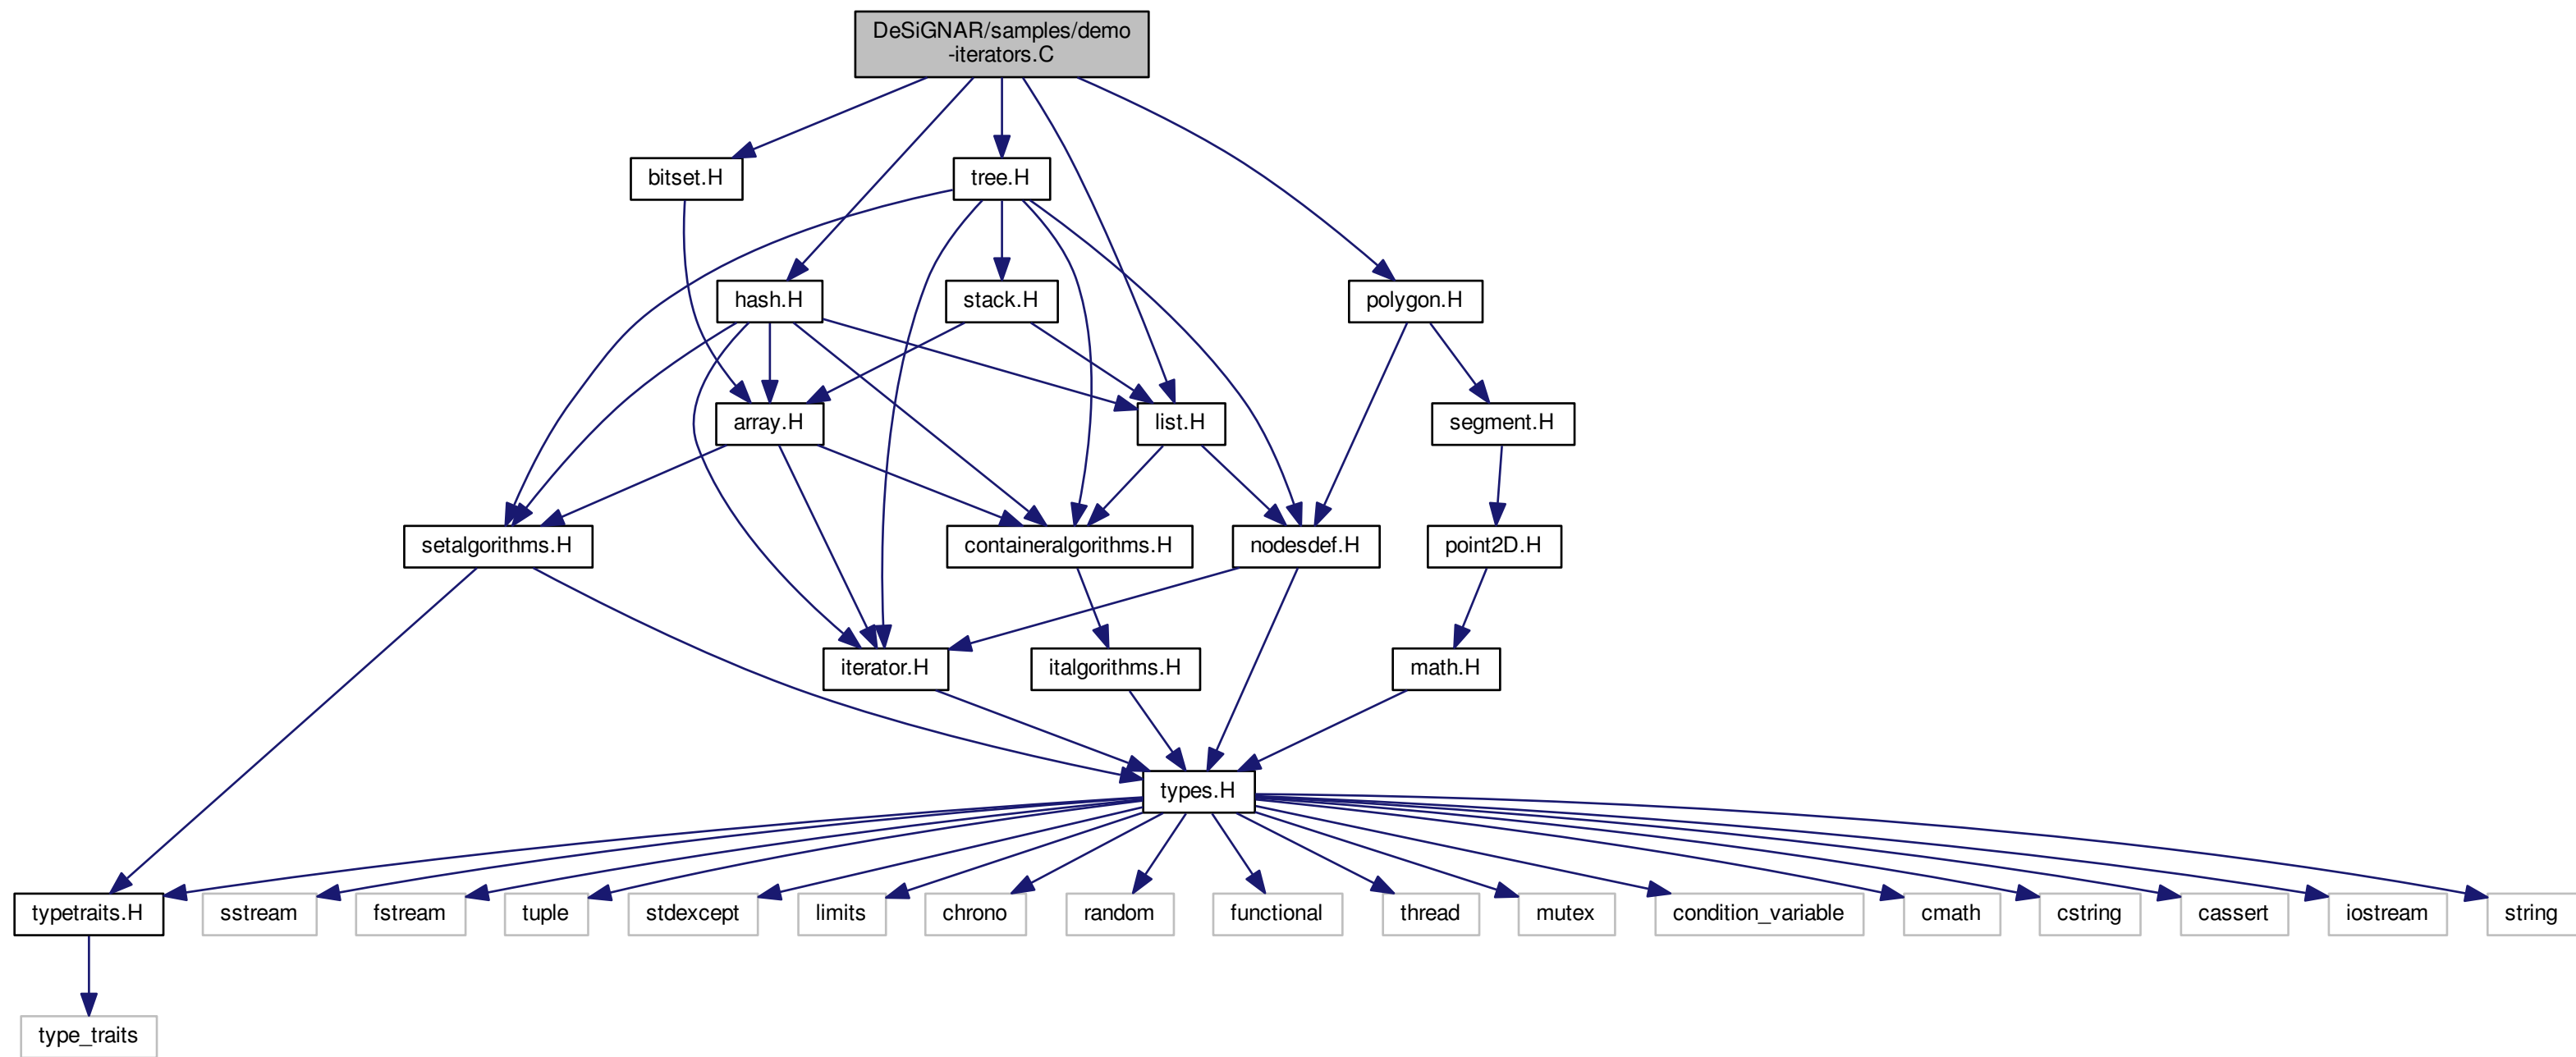 DeSiGNAR/samples/demo
-iterators.C
bitset.H
tree.H
hash.H
stack.H
polygon.H
array.H
list.H
segment.H
setalgorithms.H
containeralgorithms.H
nodesdef.H
point2D.H
iterator.H
italgorithms.H
math.H
types.H
typetraits.H
sstream
fstream
tuple
stdexcept
limits
chrono
random
functional
thread
mutex
condition_variable
cmath
cstring
cassert
iostream
string
type_traits